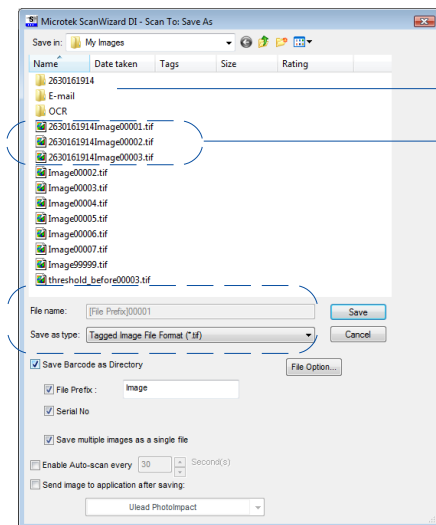 Microtek ScanWizard DI - Scan To: Save As
Save in: My Images
Name Date taken Tags Size Rating
2630161914
E-mail
OCR
2630161914Image00001.tif
2630161914Image00002.tif
2630161914Image00003.tif
Image00002.tif
Image00003.tif
Image00004.tif
Image00005.tif
Image00006.tif
Image00007.tif
Image99999.tif
threshold_before00003.tif
File name: [File Prefix]00001 Save
Save as type: Tagged Image File Format (*.tif) Cancel
Save Barcode as Directory File Option...
File Prefix : Image
Serial No
Save multiple images as a single file
Enable Auto-scan every 30 Second(s)
Send image to application after saving:
Ulead PhotoImpact